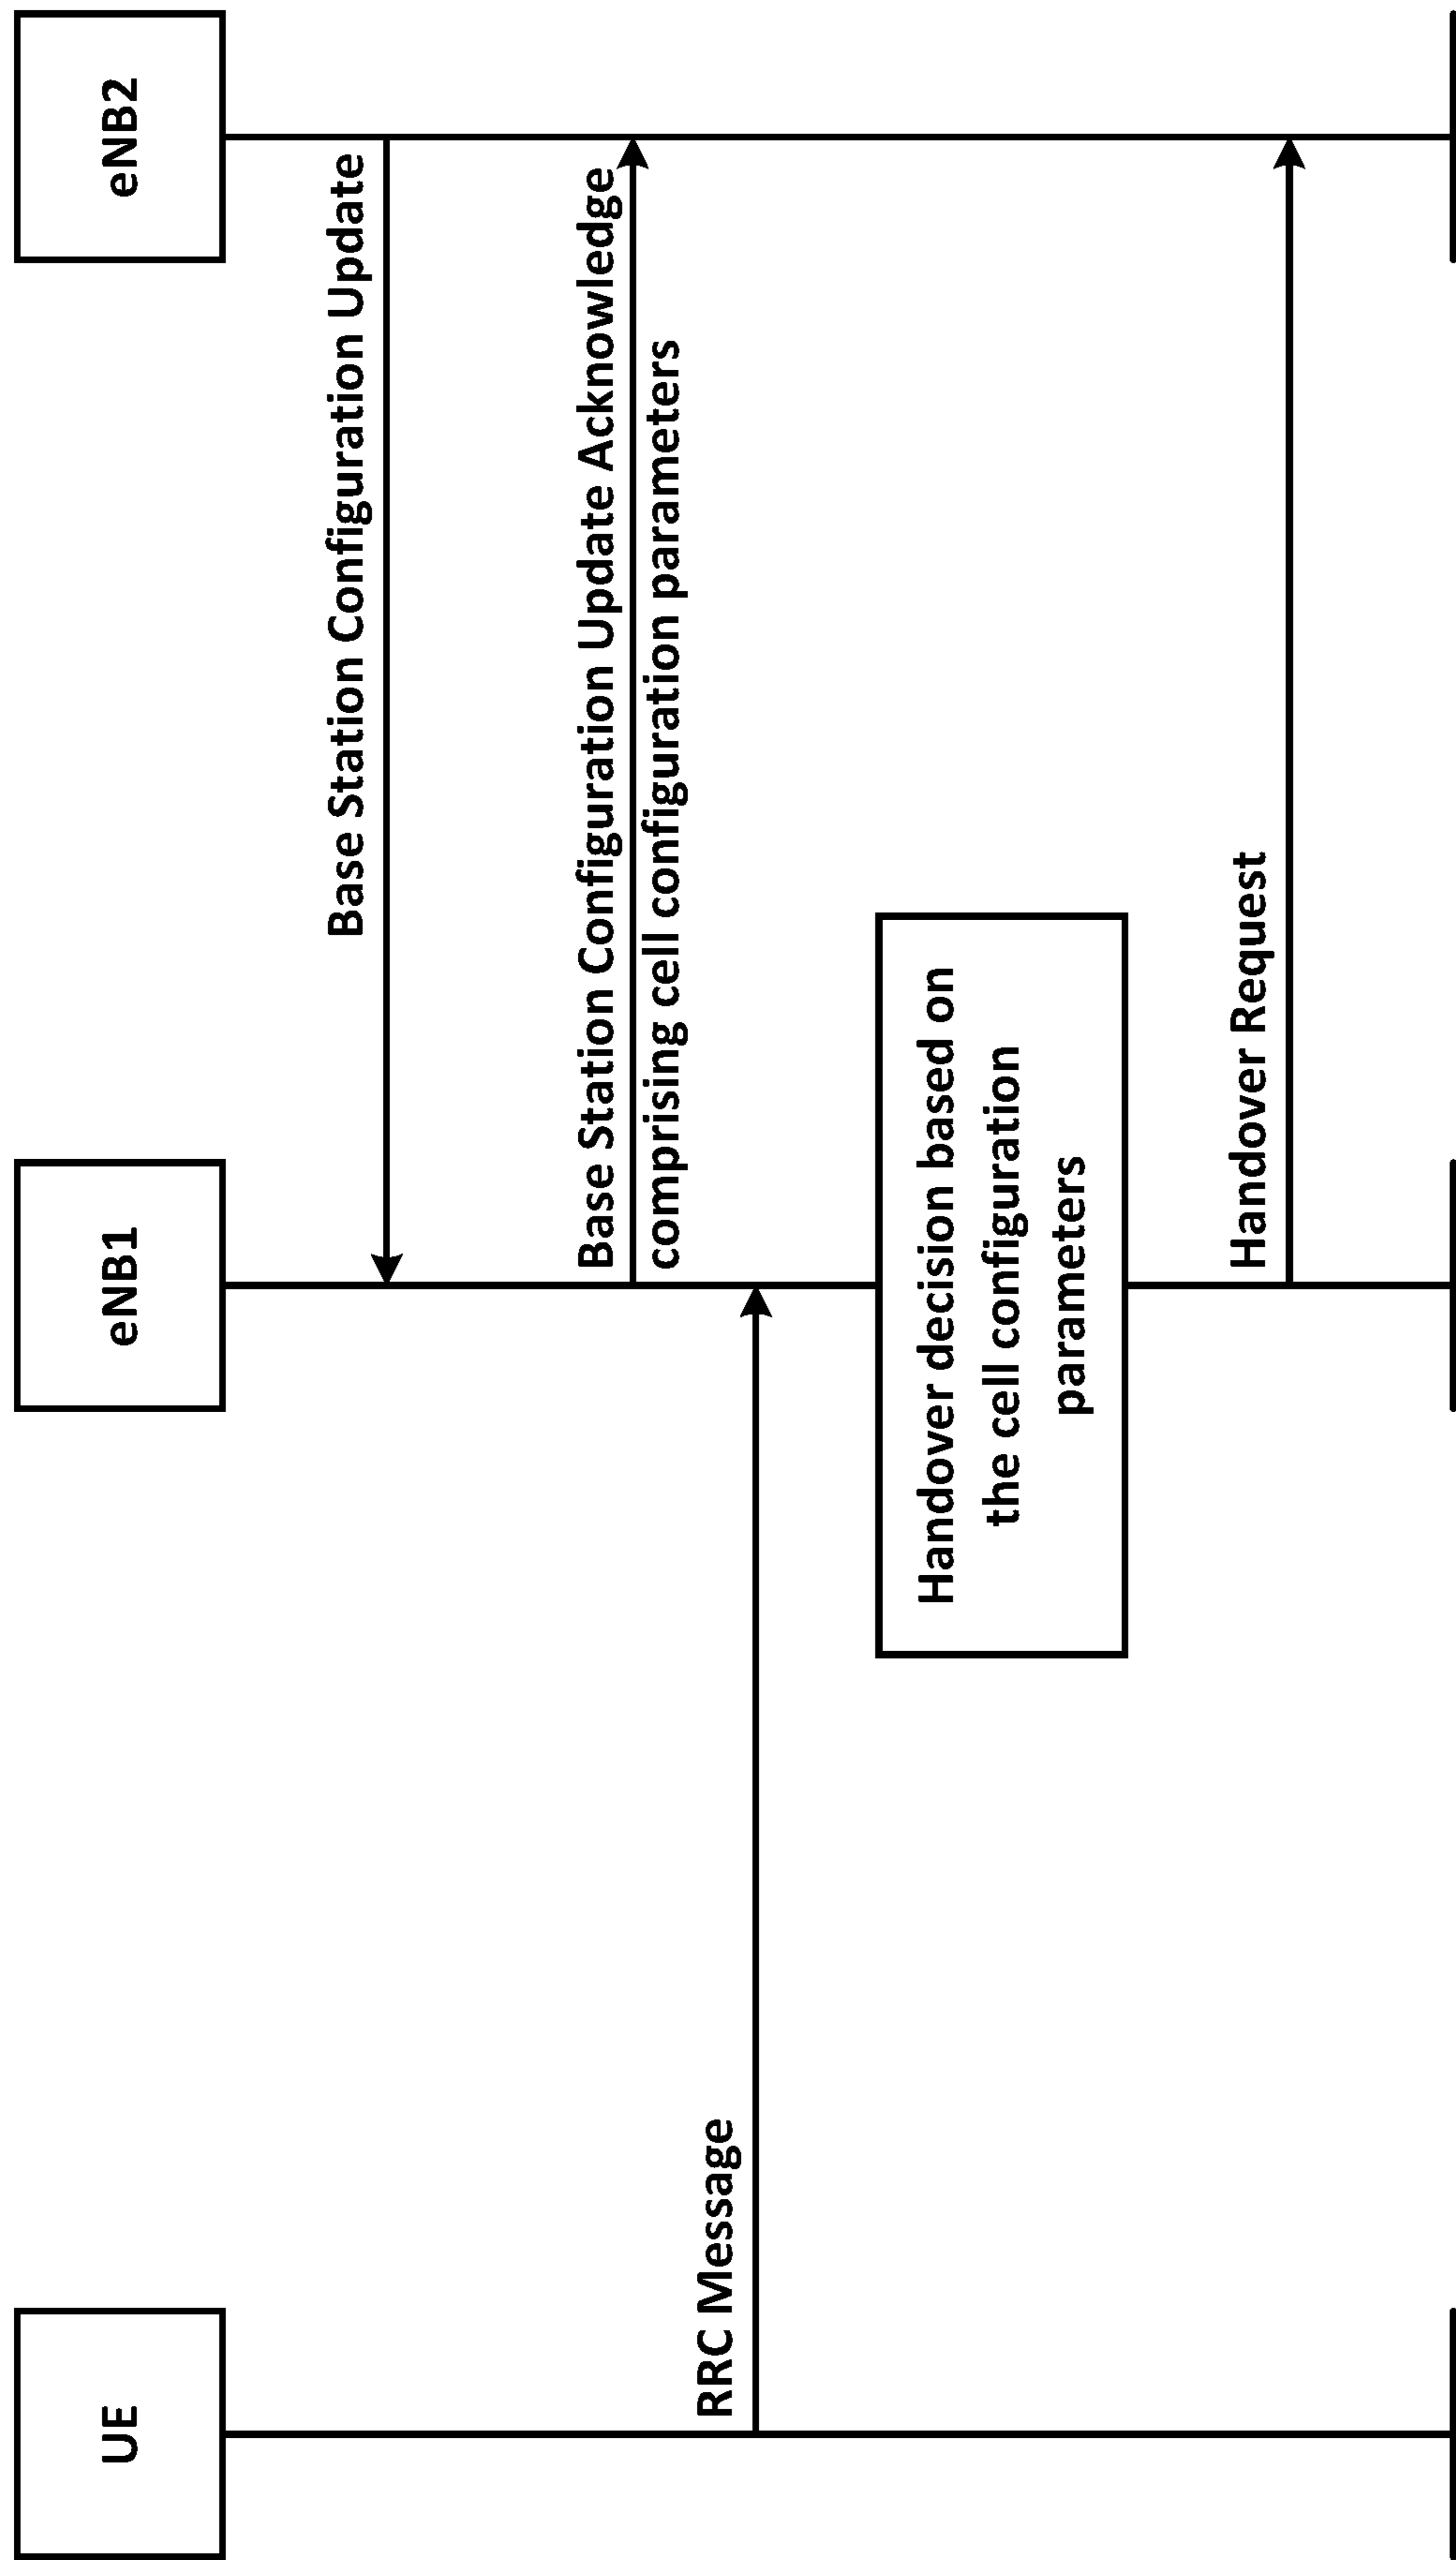 UE
eNB1
eNB2
Base Station Configuration Update
Base Station Configuration Update Acknowledge
comprising cell configuration parameters
RRC Message
Handover decision based on
the cell configuration
parameters
Handover Request